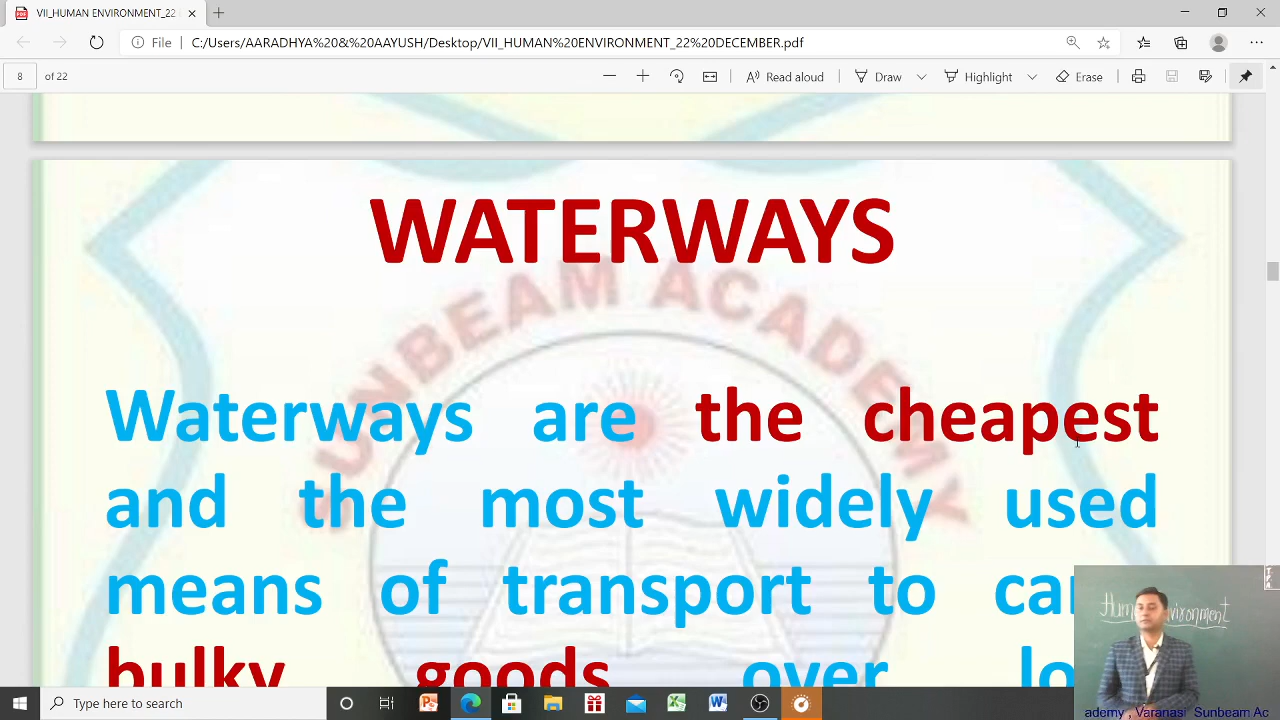 VII_HUMAN ENVIRONMENT_22
File C:/Users/AARADHYA%20&%20AAYUSH/Desktop/VII_HUMAN%20ENVIRONMENT_22%20DECEMBER.pdf
8 of 22 Read aloud Draw Highlight Erase
WATERWAYS
SUNBEAM ACADEMY
Waterways are the cheapest
and the most widely used
means of transport to
bulky goods over
Type here to search
ademy , Varanasi Sunbeam Ac